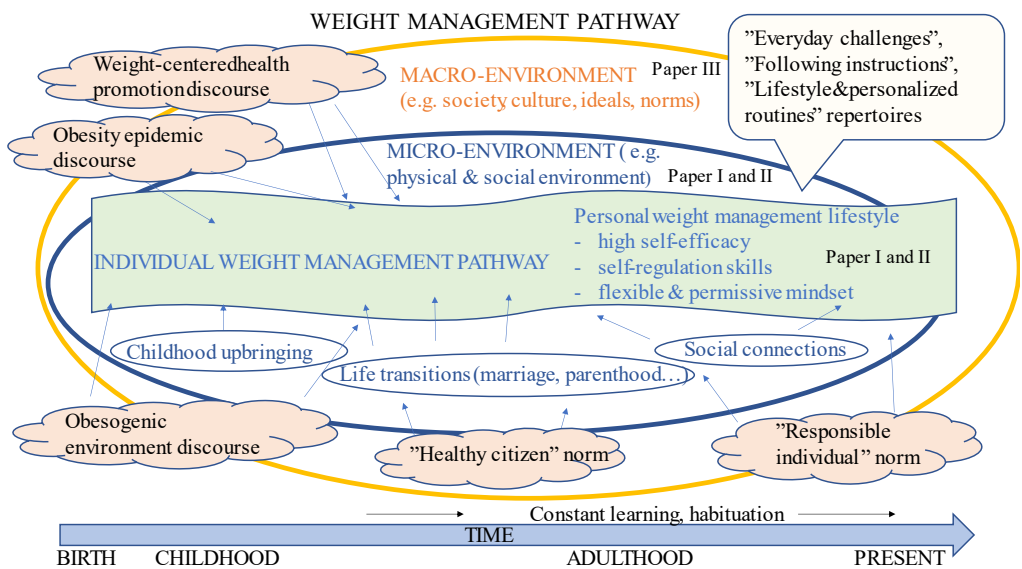 WEIGHT MANAGEMENT PATHWAY
Weight-centeredhealth
promotion discourse
MACRO-ENVIRONMENT
(e.g. society culture, ideals, norms)
Paper III
”Everyday challenges”,
”Following instructions”,
”Lifestyle&personalized
routines” repertoires
Obesity epidemic
discourse
MICRO-ENVIRONMENT ( e.g.
physical & social environment)
Paper I and II
INDIVIDUAL WEIGHT MANAGEMENT PATHWAY
Personal weight management lifestyle
- high self-efficacy
- self-regulation skills
- flexible & permissive mindset
Paper I and II
Childhood upbringing
Life transitions (marriage, parenthood…)
Social connections
Obesogenic
environment discourse
”Healthy citizen” norm
”Responsible
individual” norm
Constant learning, habituation
TIME
BIRTH CHILDHOOD ADULTHOOD PRESENT